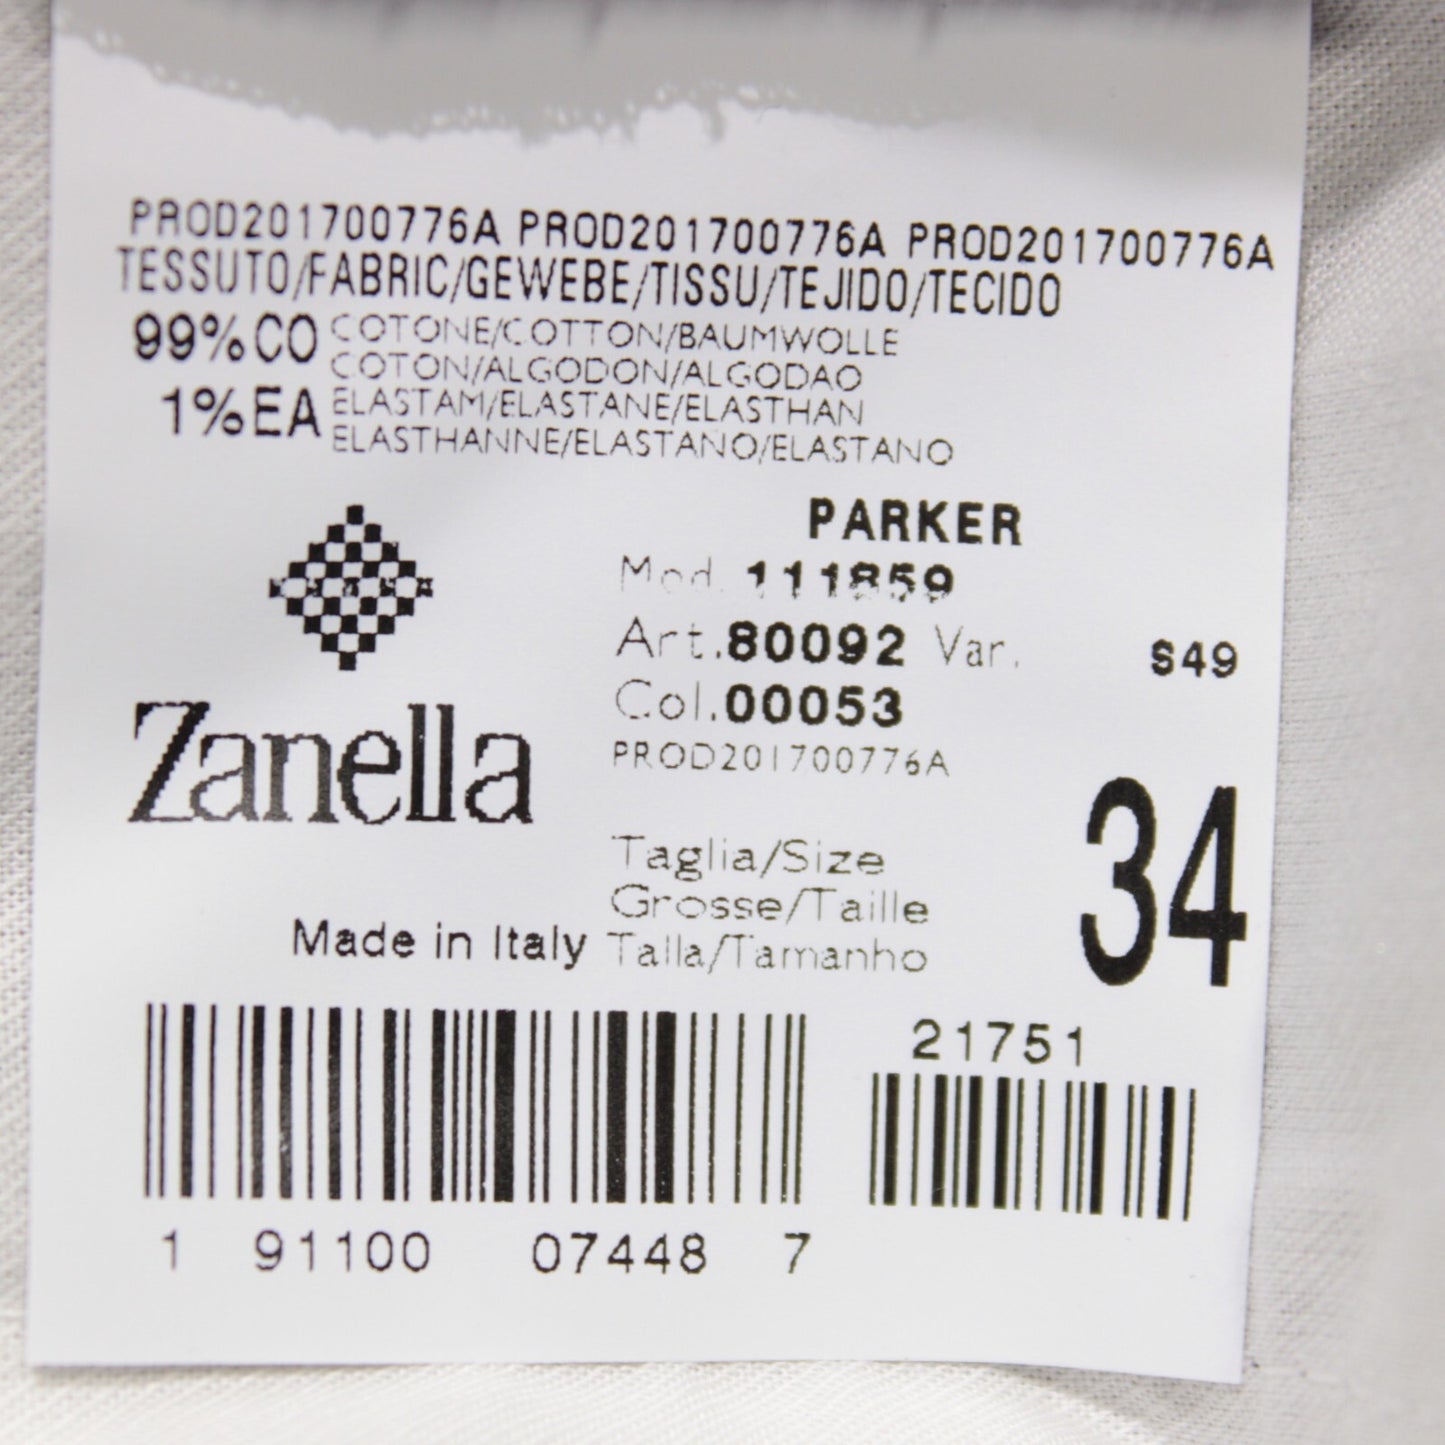 PROD201700776A PROD201700776A PROD201700776A
TESSUTO/FABRIC/GEWEBE/TISSU/TEJIDO/TECIDO
99%CO COTONE/COTTON/BAUMWOLLE
COTON/ALGODON/ALGODAO
1%EA ELASTAM/ELASTANE/ELASTHAN
ELASTHANNE/ELASTANO/ELASTANO
PARKER
Mod. 111859
Art.80092 Var. S49
Col.00053
PROD201700776A
Zanella
Taglia/Size
Grosse/Taille
Talla/Tamanho
34
Made in Italy
21751
1 91100 07448 7